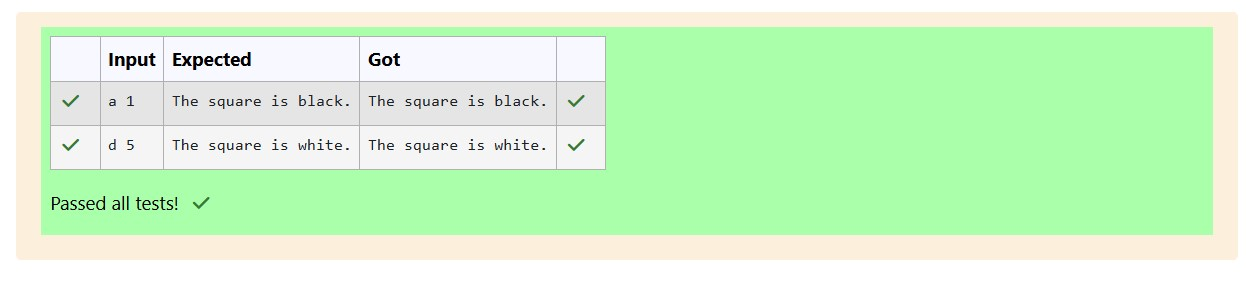 Input Expected Got
a 1 The square is black. The square is black.
d 5 The square is white. The square is white.
Passed all tests!